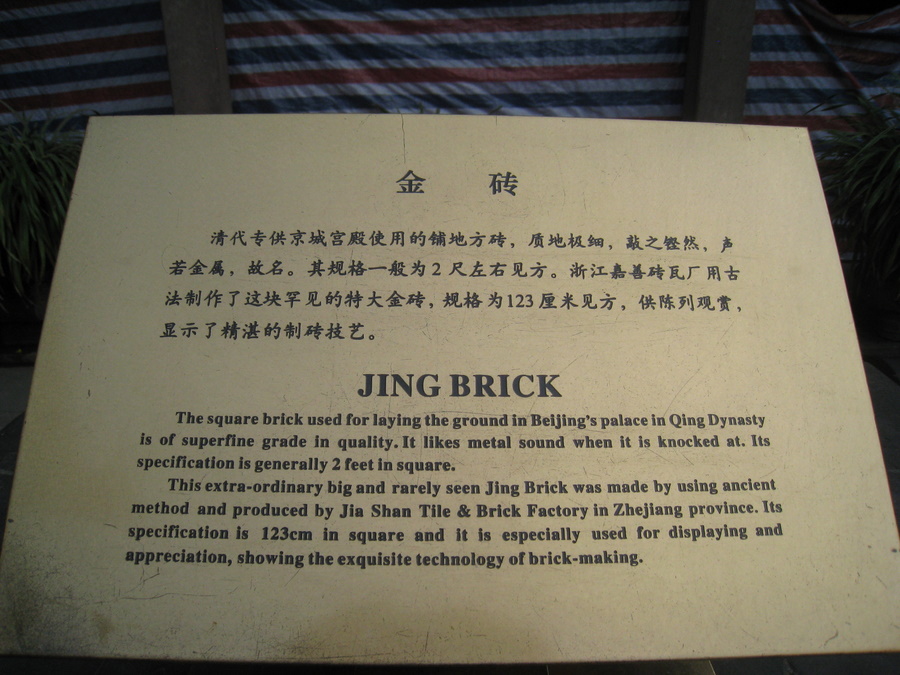 金 砖
清代专供京城宫殿使用的铺地方砖，质地极细，敲之铿然，声
若金属，故名。其规格一般为2尺左右见方。浙江嘉善砖瓦厂用古
法制作了这块罕见的特大金砖，规格为123厘米见方，供陈列观赏，
显示了精湛的制砖技艺。
JING BRICK
The square brick used for laying the ground in Beijing's palace in Qing Dynasty
is of superfine grade in quality. It likes metal sound when it is knocked at. Its
specification is generally 2 feet in square.
This extra-ordinary big and rarely seen Jing Brick was made by using ancient
method and produced by Jia Shan Tile & Brick Factory in Zhejiang province. Its
specification is 123cm in square and it is especially used for displaying and
appreciation, showing the exquisite technology of brick-making.